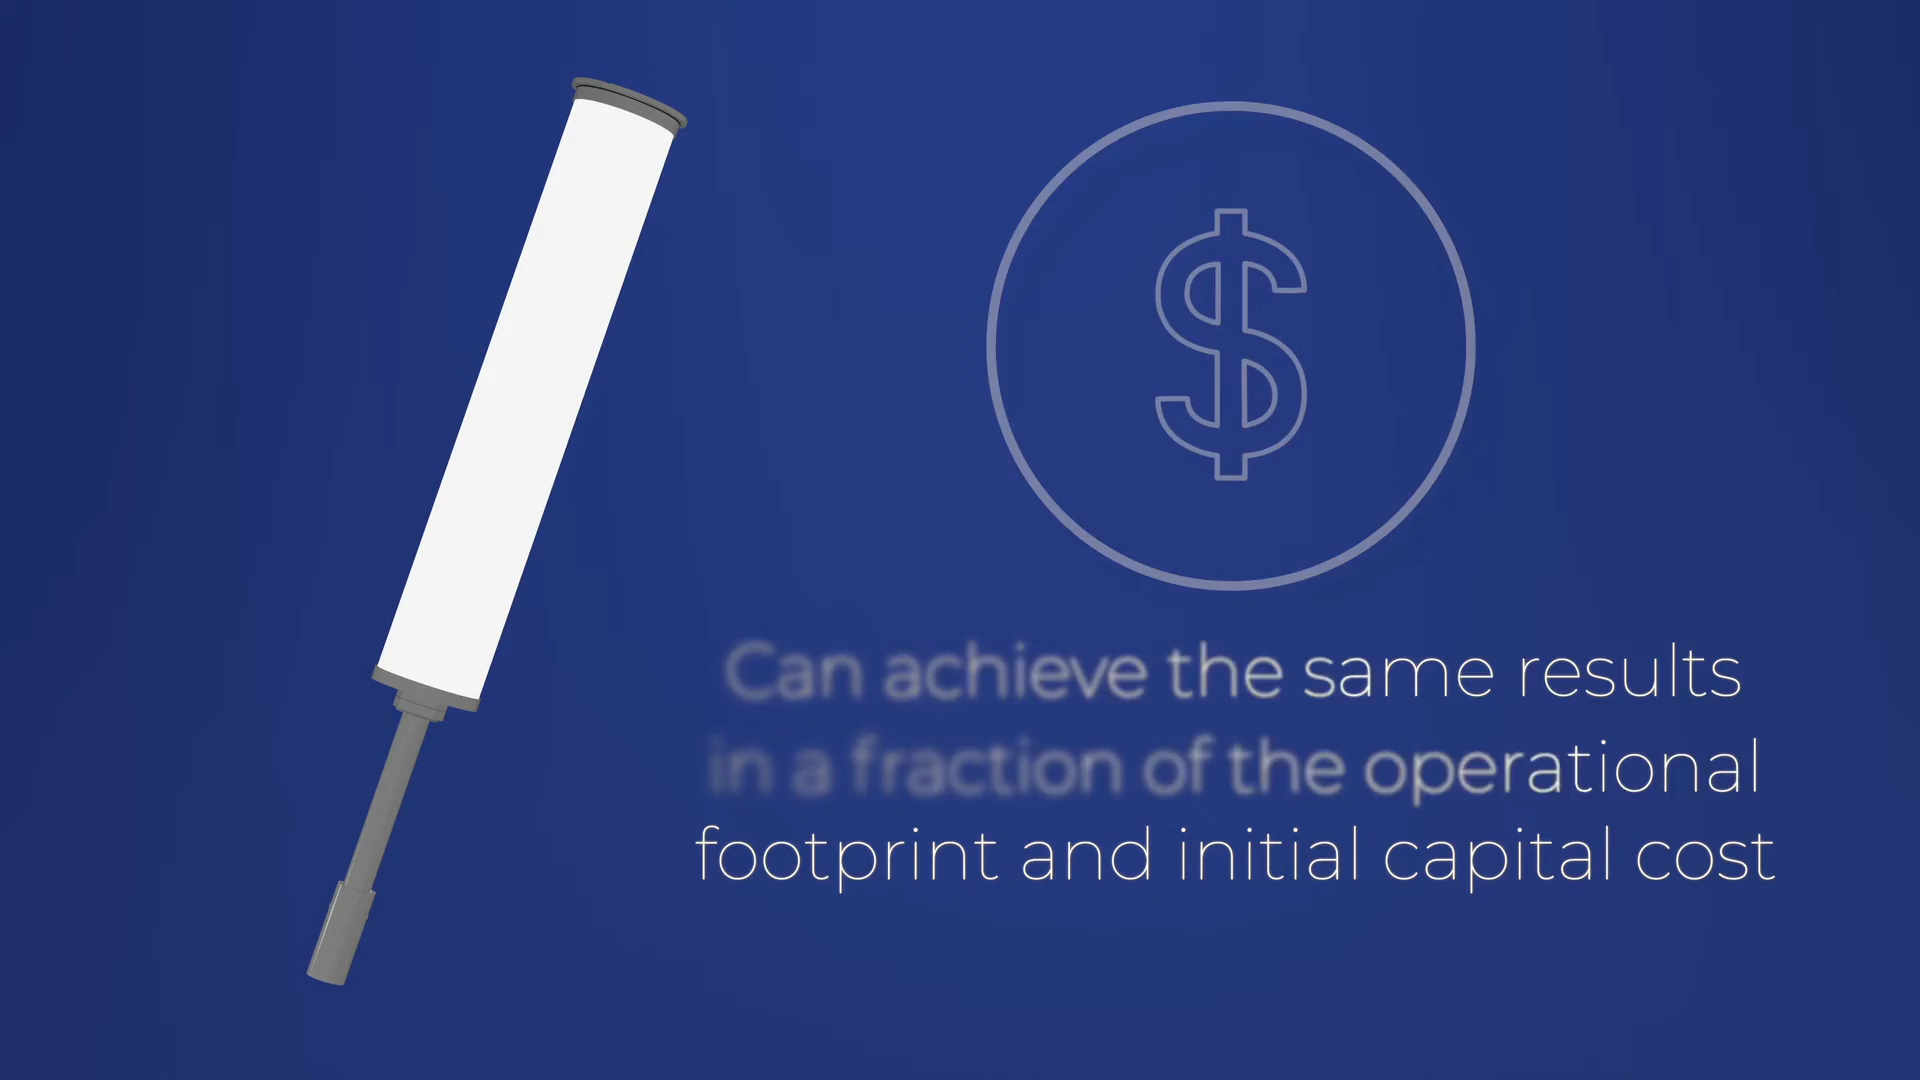 $
Can achieve the same results
in a fraction of the operational
footprint and initial capital cost